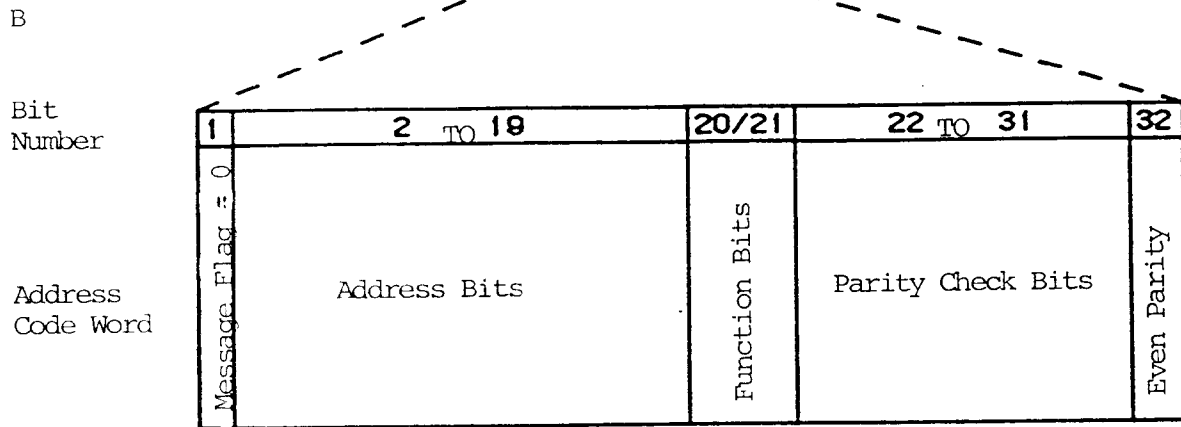 B
Bit
Number
1
2 TO 19
20/21
22 TO 31
32
Address
Code Word
Message Flag = 0
Address Bits
Function Bits
Parity Check Bits
Even Parity